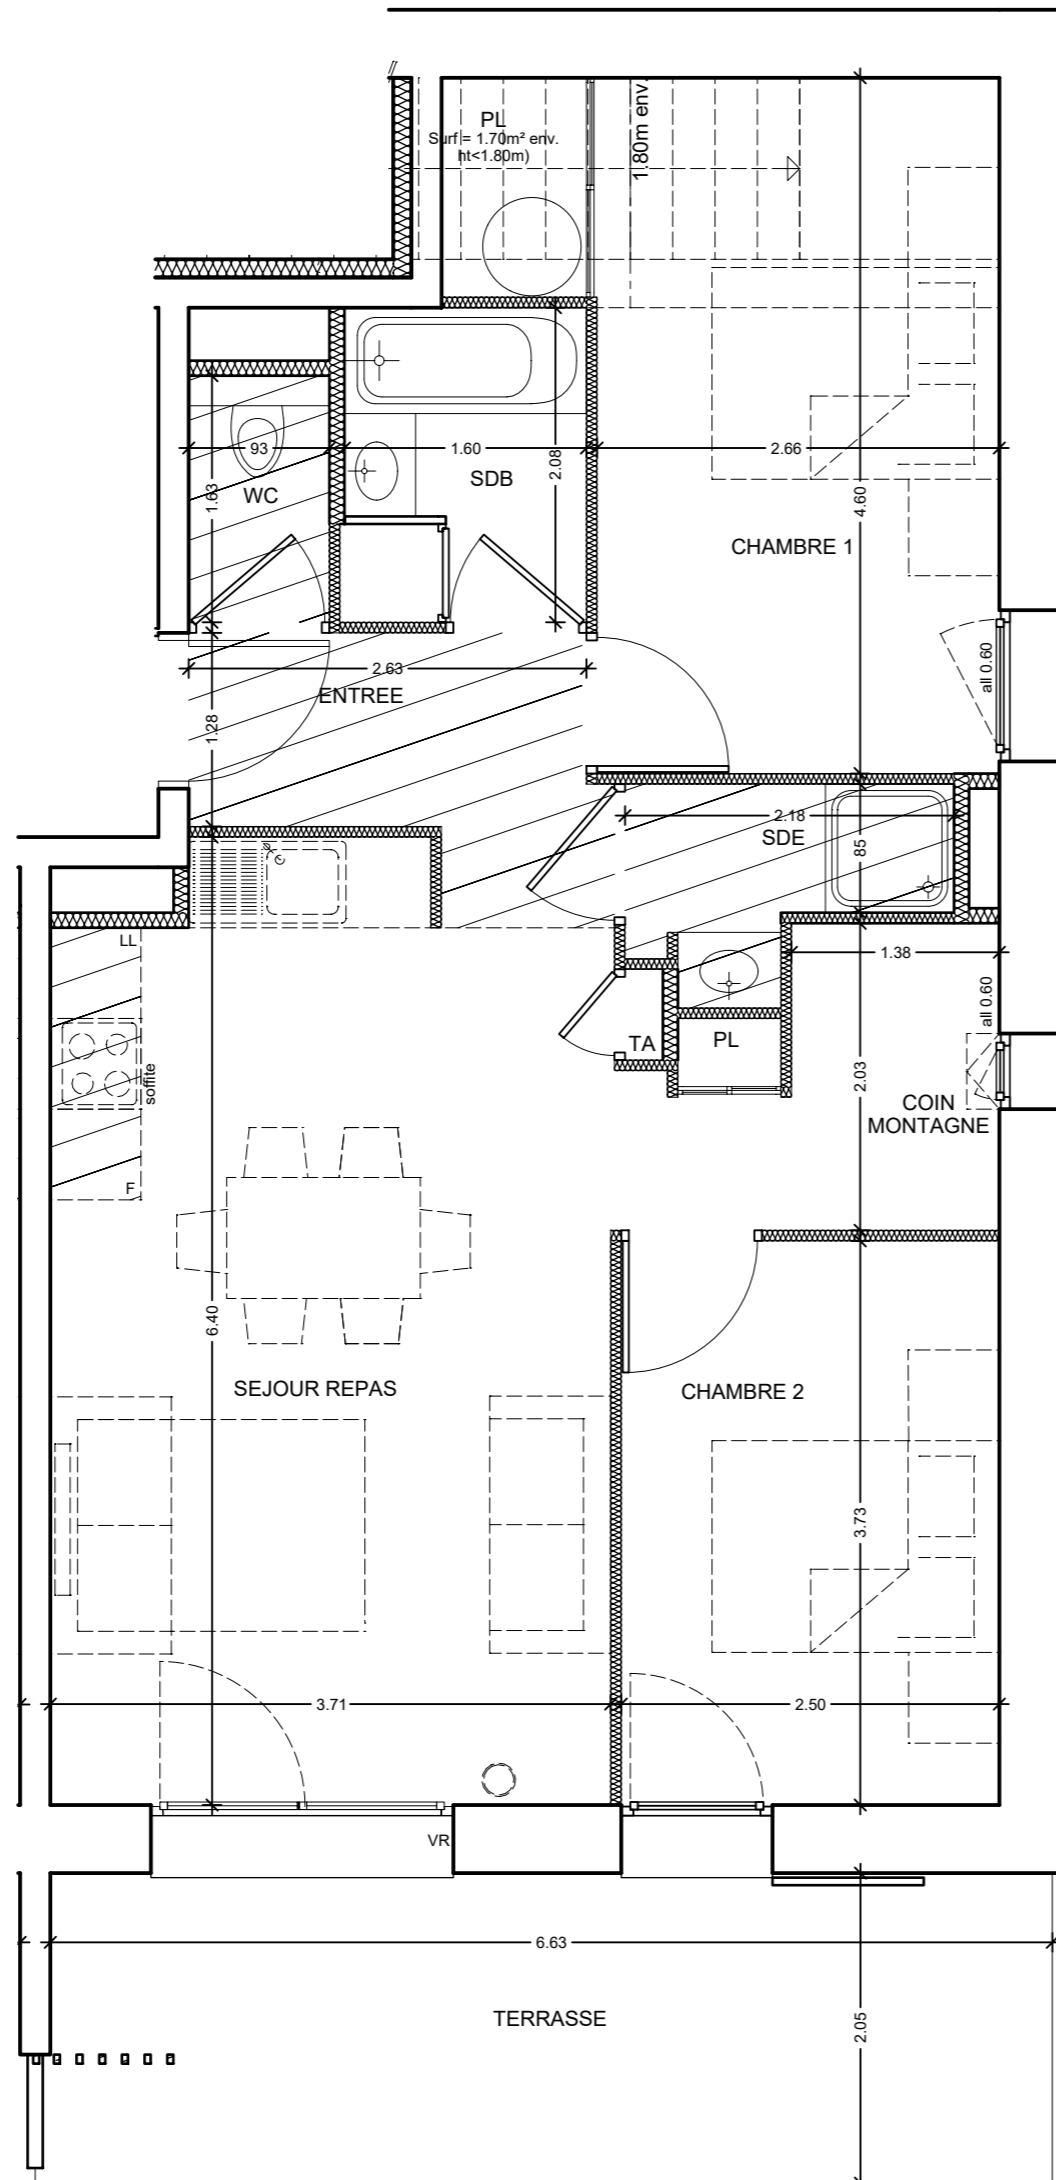 PL
Surf= 1.70m² env.
ht<1.80m)
1.80m env.
93
1.60
2.08
2.66
WC
SDB
1.63
4.60
CHAMBRE 1
2.63
ENTREE
1.28
all 0.60
2.18
SDE
85
LL
1.38
all 0.60
TA
PL
soffite
2.03
COIN
MONTAGNE
F
6.40
SEJOUR REPAS
CHAMBRE 2
3.73
3.71
2.50
VR
6.63
TERRASSE
2.05